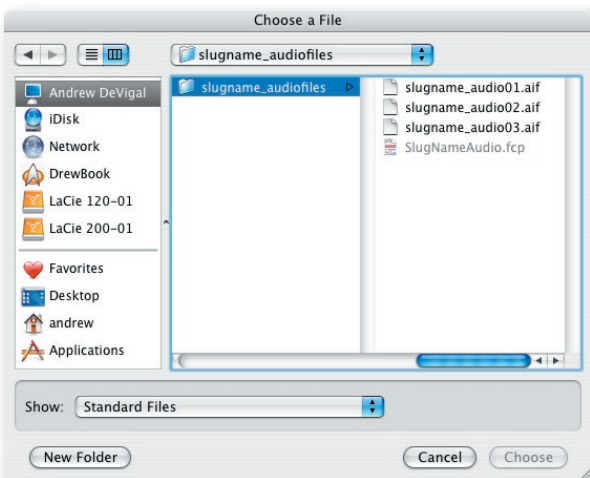 Choose a File
slugname_audiofiles
Andrew DeVigal
iDisk
Network
DrewBook
LaCie 120-01
LaCie 200-01
Favorites
Desktop
andrew
Applications
slugname_audiofiles
slugname_audio01.aif
slugname_audio02.aif
slugname_audio03.aif
SlugNameAudio.fcp
Show: Standard Files
New Folder
Cancel
Choose